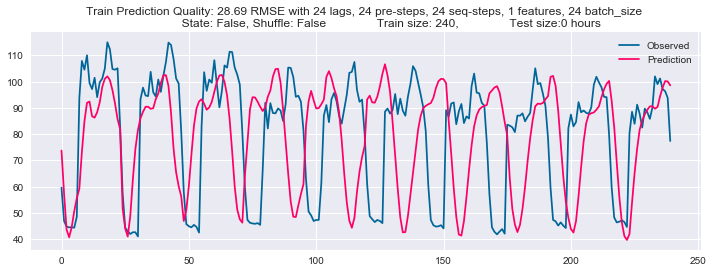 Train Prediction Quality: 28.69 RMSE with 24 lags, 24 pre-steps, 24 seq-steps, 1 features, 24 batch_size
State: False, Shuffle: False Train size: 240, Test size:0 hours
Observed
Prediction
110
100
90
80
70
60
50
40
0 50 100 150 200 250